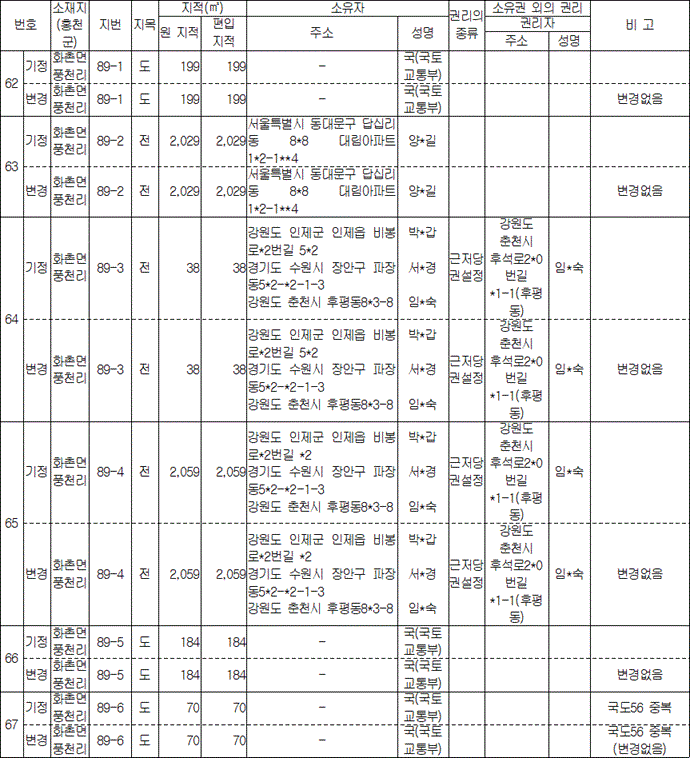 번호 소재지(홍천군) 지번 지목 지적(㎡) 소유자 권리의 종류 소유권 외의 권리 비 고
원 지적 편입 지적 주소 성명 권리자
주소 성명
62 기정 화촌면 풍천리 89-1 도 199 199 - 국(국토교통부)
변경 화촌면 풍천리 89-1 도 199 199 - 국(국토교통부) 변경없음
63 기정 화촌면 풍천리 89-2 전 2,029 2,029 서울특별시 동대문구 답십리동 8*8 대림아파트 1*2-1**4 양*길
변경 화촌면 풍천리 89-2 전 2,029 2,029 서울특별시 동대문구 답십리동 8*8 대림아파트 1*2-1**4 양*길 변경없음
64 기정 화촌면 풍천리 89-3 전 38 38 강원도 인제군 인제읍 비봉로*2번길 5*2 박*갑
경기도 수원시 장안구 파장동5*2-*2-1-3 서*경
강원도 춘천시 후평동8*3-8 임*숙
근저당권설정 강원도 춘천시 후석로2*0번길 *1-1(후평동) 임*숙
변경 화촌면 풍천리 89-3 전 38 38 강원도 인제군 인제읍 비봉로*2번길 5*2 박*갑
경기도 수원시 장안구 파장동5*2-*2-1-3 서*경
강원도 춘천시 후평동8*3-8 임*숙
근저당권설정 강원도 춘천시 후석로2*0번길 *1-1(후평동) 임*숙 변경없음
65 기정 화촌면 풍천리 89-4 전 2,059 2,059 강원도 인제군 인제읍 비봉로*2번길 *2 박*갑
경기도 수원시 장안구 파장동5*2-*2-1-3 서*경
강원도 춘천시 후평동8*3-8 임*숙
근저당권설정 강원도 춘천시 후석로2*0번길 *1-1(후평동) 임*숙
변경 화촌면 풍천리 89-4 전 2,059 2,059 강원도 인제군 인제읍 비봉로*2번길 *2 박*갑
경기도 수원시 장안구 파장동5*2-*2-1-3 서*경
강원도 춘천시 후평동8*3-8 임*숙
근저당권설정 강원도 춘천시 후석로2*0번길 *1-1(후평동) 임*숙 변경없음
66 기정 화촌면 풍천리 89-5 도 184 184 - 국(국토교통부)
변경 화촌면 풍천리 89-5 도 184 184 - 국(국토교통부) 변경없음
67 기정 화촌면 풍천리 89-6 도 70 70 - 국(국토교통부) 국도56 중복
변경 화촌면 풍천리 89-6 도 70 70 - 국(국토교통부) 국도56 중복 (변경없음)